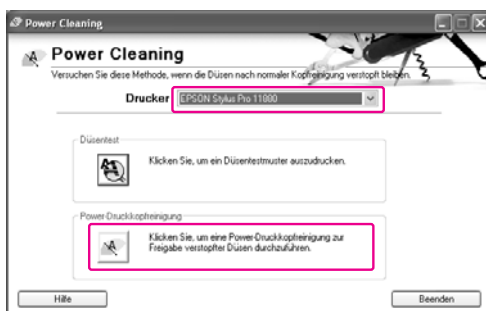 Power Cleaning
Power Cleaning
Versuchen Sie diese Methode, wenn die Düsen nach normaler Kopfreinigung verstopft bleiben.
Drucker EPSON Stylus Pro 11880
Düsentest
Klicken Sie, um ein Düsentestmuster auszudrucken.
Power-Druckkopfreinigung
Klicken Sie, um eine Power-Druckkopfreinigung zur
Freigabe verstopfter Düsen durchzuführen.
Hilfe Beenden